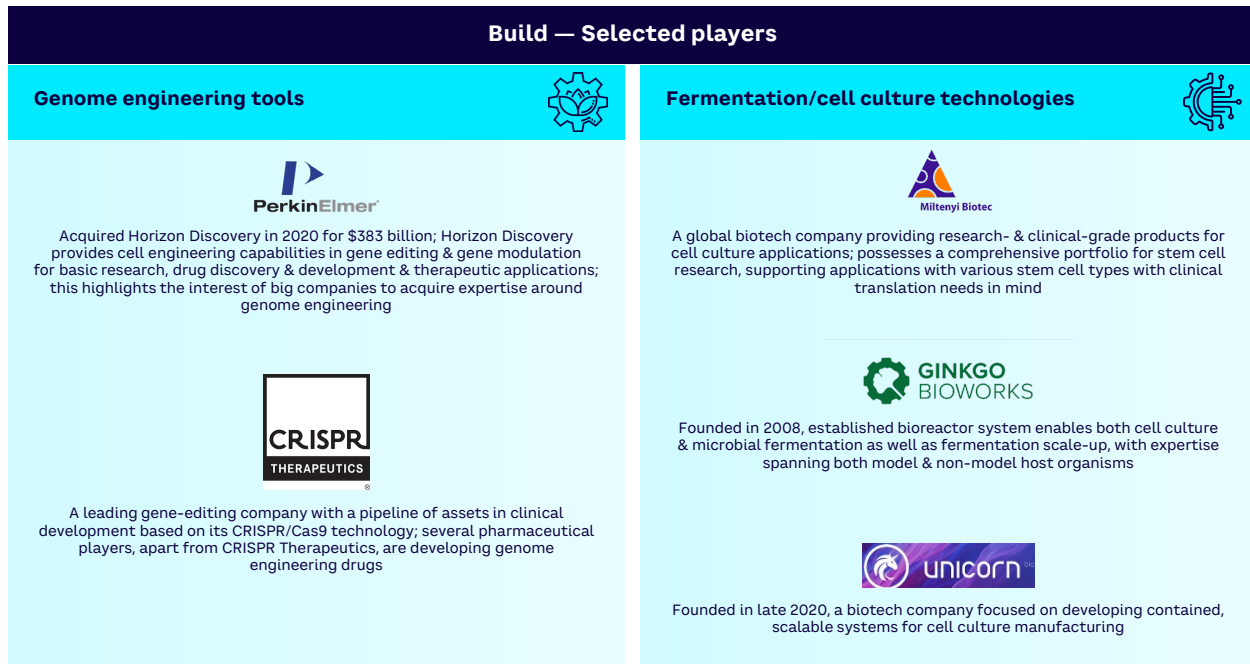 Build — Selected players
Genome engineering tools
PerkinElmer
Acquired Horizon Discovery in 2020 for $383 billion; Horizon Discovery
provides cell engineering capabilities in gene editing & gene modulation
for basic research, drug discovery & development & therapeutic applications;
this highlights the interest of big companies to acquire expertise around
genome engineering
CRISPR
THERAPEUTICS
®
A leading gene-editing company with a pipeline of assets in clinical
development based on its CRISPR/Cas9 technology; several pharmaceutical
players, apart from CRISPR Therapeutics, are developing genome
engineering drugs
Fermentation/cell culture technologies
Miltenyi Biotec
A global biotech company providing research- & clinical-grade products for
cell culture applications; possesses a comprehensive portfolio for stem cell
research, supporting applications with various stem cell types with clinical
translation needs in mind
GINKGO
BIOWORKS
Founded in 2008, established bioreactor system enables both cell culture
& microbial fermentation as well as fermentation scale-up, with expertise
spanning both model & non-model host organisms
unicorn bio
Founded in late 2020, a biotech company focused on developing contained,
scalable systems for cell culture manufacturing